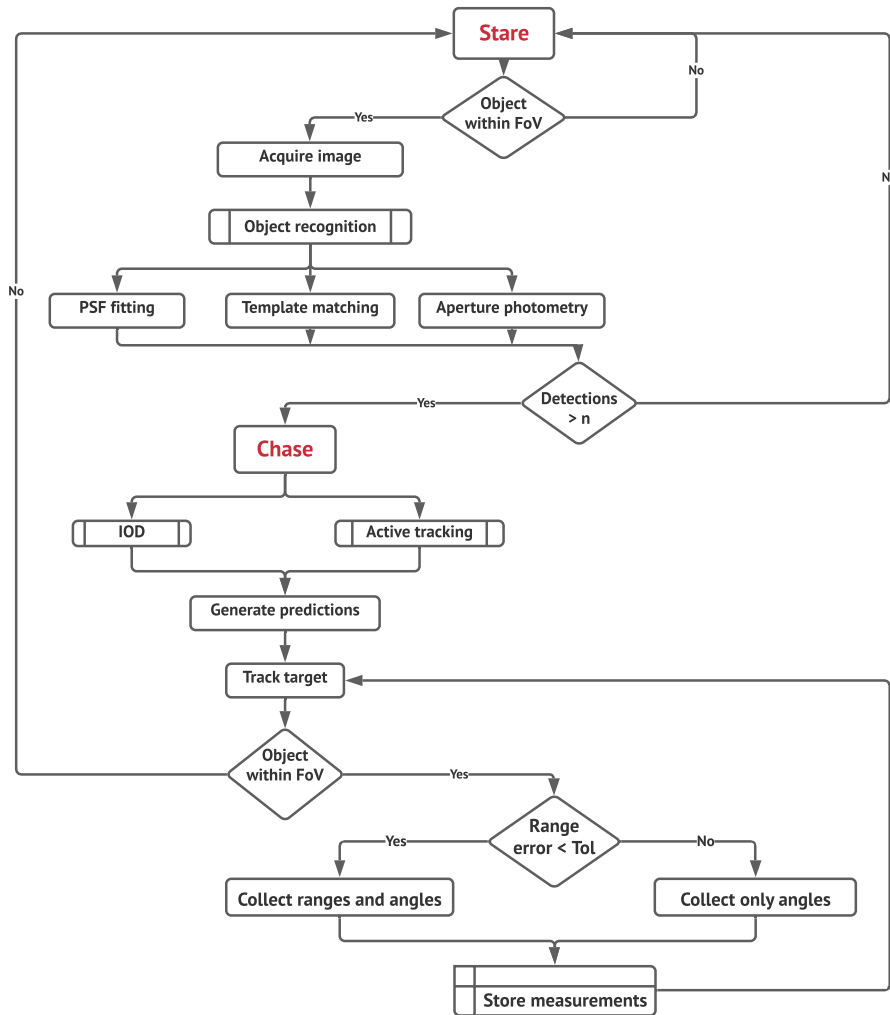 Stare
No
Object
within FoV
Yes
Acquire image
N
Object recognition
No
PSF fitting
Template matching
Aperture photometry
Detections
> n
Yes
Chase
IOD
Active tracking
Generate predictions
Track target
Object
within FoV
Yes
Range
error < Tol
Yes
No
Collect ranges and angles
Collect only angles
Store measurements